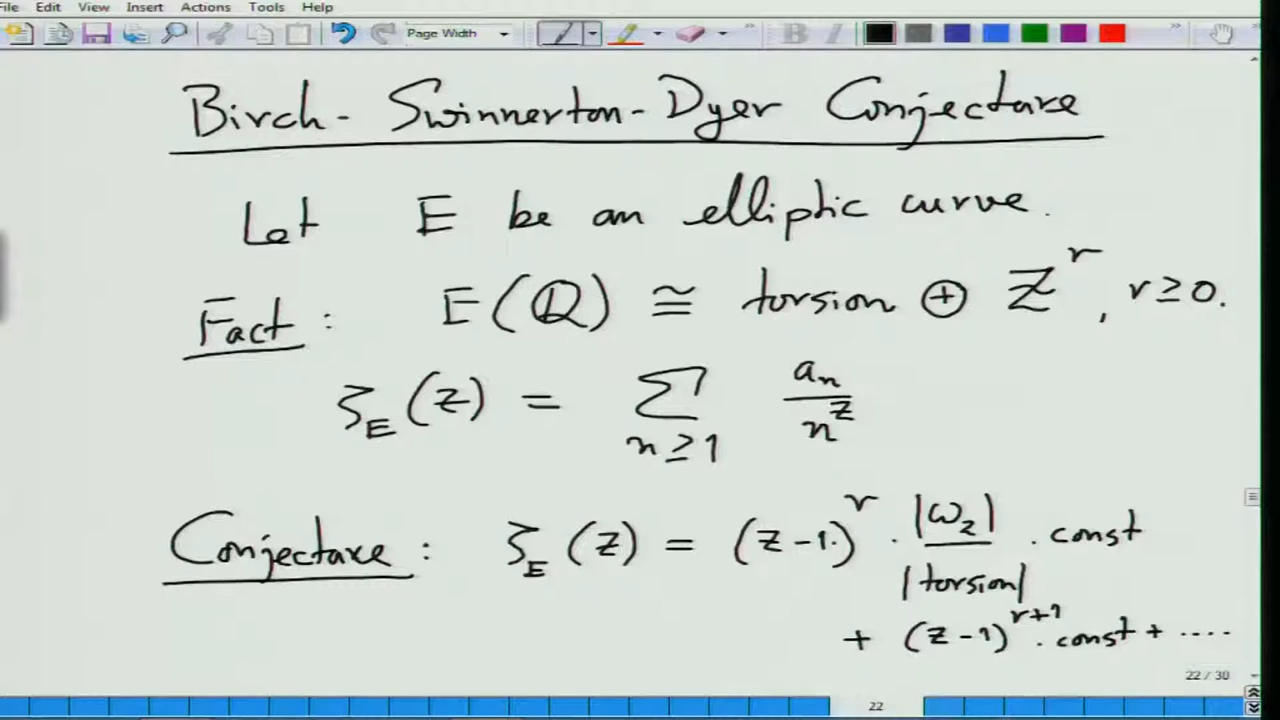 File Edit View Insert Actions Tools Help
Page Width
Birch - Swinnerton - Dyer Conjecture
Let E be an elliptic curve.
Fact : E(ℚ) ≅ torsion ⊕ ℤ^r, r ≥ 0.
ζ_E (z) = ∑_{n ≥ 1} a_n / n^z
Conjecture : ζ_E (z) = (z-1)^r · |ω_2| / |torsion| · const
+ (z-1)^{r+1} · const + ....
22 / 30
22